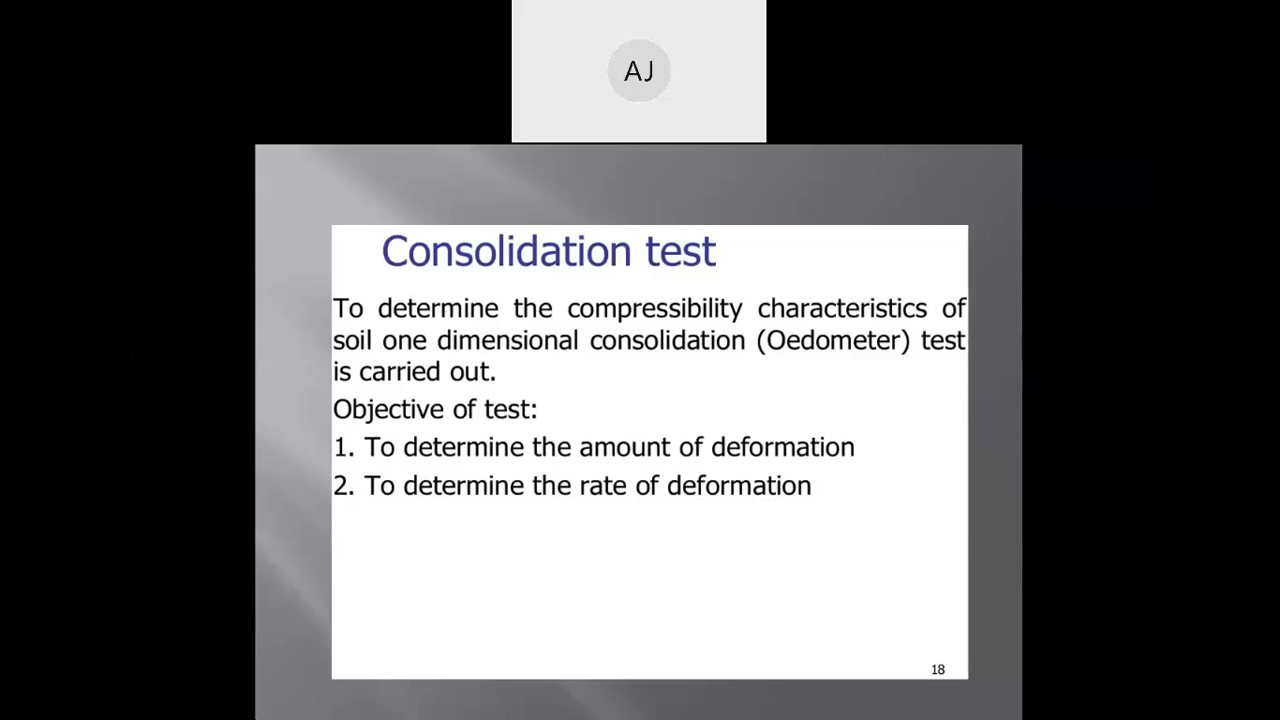 AJ
Consolidation test
To determine the compressibility characteristics of
soil one dimensional consolidation (Oedometer) test
is carried out.
Objective of test:
1. To determine the amount of deformation
2. To determine the rate of deformation
18